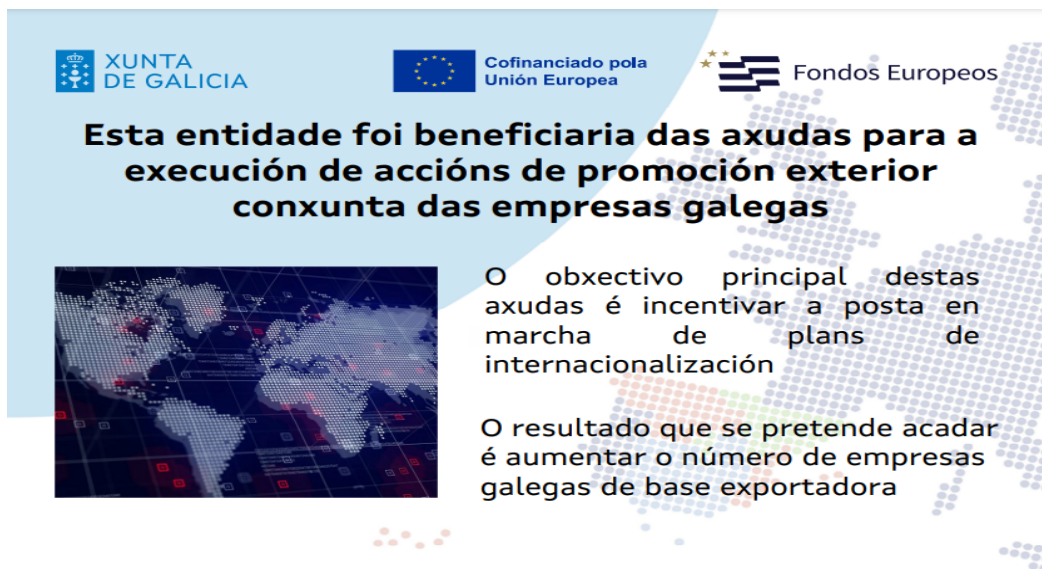 XUNTA
DE GALICIA
Cofinanciado pola
Unión Europea
Fondos Europeos
Esta entidade foi beneficiaria das axudas para a
execución de accións de promoción exterior
conxunta das empresas galegas
O obxectivo principal destas
axudas é incentivar a posta en
marcha de plans de
internacionalización
O resultado que se pretende acadar
é aumentar o número de empresas
galegas de base exportadora